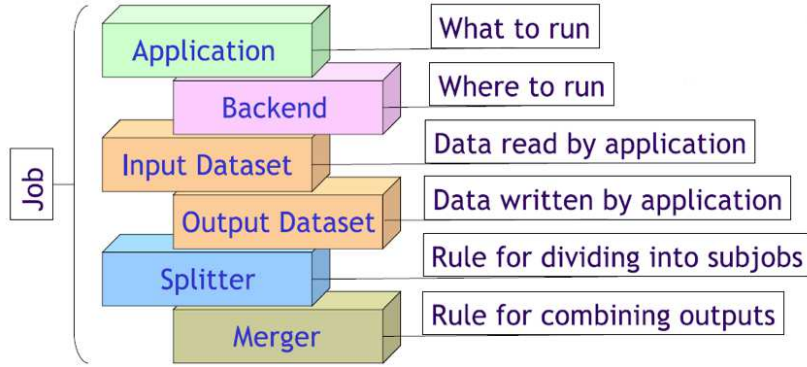 Job
Application
What to run
Backend
Where to run
Input Dataset
Data read by application
Output Dataset
Data written by application
Splitter
Rule for dividing into subjobs
Merger
Rule for combining outputs